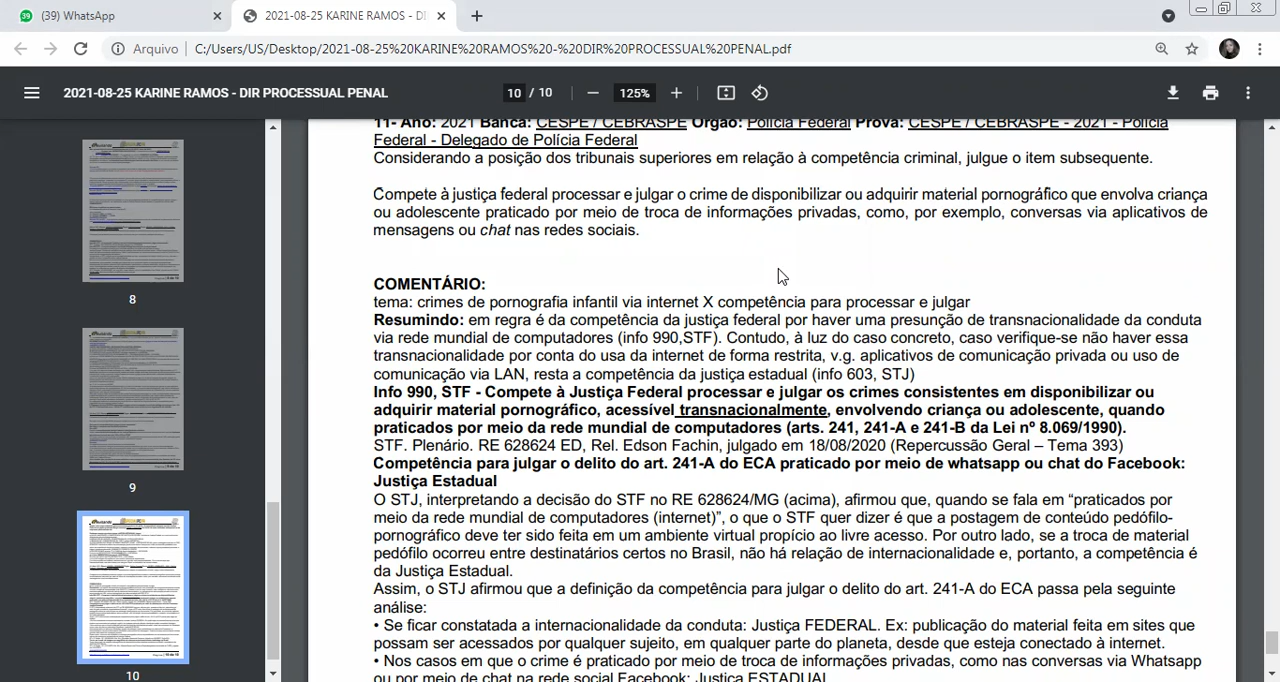 (39) WhatsApp
2021-08-25 KARINE RAMOS - DI
Arquivo C:/Users/US/Desktop/2021-08-25%20KARINE%20RAMOS%20-%20DIR%20PROCESSUAL%20PENAL.pdf
2021-08-25 KARINE RAMOS - DIR PROCESSUAL PENAL
10 / 10
125%
8
9
10
11- Ano: 2021 Banca: CESPE / CEBRASPE Órgão: Polícia Federal Prova: CESPE / CEBRASPE - 2021 - Polícia
Federal - Delegado de Polícia Federal
Considerando a posição dos tribunais superiores em relação à competência criminal, julgue o item subsequente.
Compete à justiça federal processar e julgar o crime de disponibilizar ou adquirir material pornográfico que envolva criança
ou adolescente praticado por meio de troca de informações privadas, como, por exemplo, conversas via aplicativos de
mensagens ou chat nas redes sociais.
COMENTÁRIO:
tema: crimes de pornografia infantil via internet X competência para processar e julgar
Resumindo: em regra é da competência da justiça federal por haver uma presunção de transnacionalidade da conduta
via rede mundial de computadores (info 990,STF). Contudo, a luz do caso concreto, caso verifique-se não haver essa
transnacionalidade por conta do usa da internet de forma restrita, v.g. aplicativos de comunicação privada ou uso de
comunicação via LAN, resta a competência da justiça estadual (info 603, STJ)
Info 990, STF - Compete à Justiça Federal processar e julgar os crimes consistentes em disponibilizar ou
adquirir material pornográfico, acessível transnacionalmente, envolvendo criança ou adolescente, quando
praticados por meio da rede mundial de computadores (arts. 241, 241-A e 241-B da Lei nº 8.069/1990).
STF. Plenário. RE 628624 ED, Rel. Edson Fachin, julgado em 18/08/2020 (Repercussão Geral – Tema 393)
Competência para julgar o delito do art. 241-A do ECA praticado por meio de whatsapp ou chat do Facebook:
Justiça Estadual
O STJ, interpretando a decisão do STF no RE 628624/MG (acima), afirmou que, quando se fala em “praticados por
meio da rede mundial de computadores (internet)”, o que o STF quer dizer é que a postagem de conteúdo pedófilo-
pornográfico deve ter sido feita em um ambiente virtual propício ao livre acesso. Por outro lado, se a troca de material
pedófilo ocorreu entre destinatários certos no Brasil, não há relação de internacionalidade e, portanto, a competência é
da Justiça Estadual.
Assim, o STJ afirmou que a definição da competência para julgar o delito do art. 241-A do ECA passa pela seguinte
análise:
• Se ficar constatada a internacionalidade da conduta: Justiça FEDERAL. Ex: publicação do material feita em sites que
possam ser acessados por qualquer sujeito, em qualquer parte do planeta, desde que esteja conectado à internet.
• Nos casos em que o crime é praticado por meio de troca de informações privadas, como nas conversas via Whatsapp
ou por meio de chat na rede social Facebook: Justiça ESTADUAL.